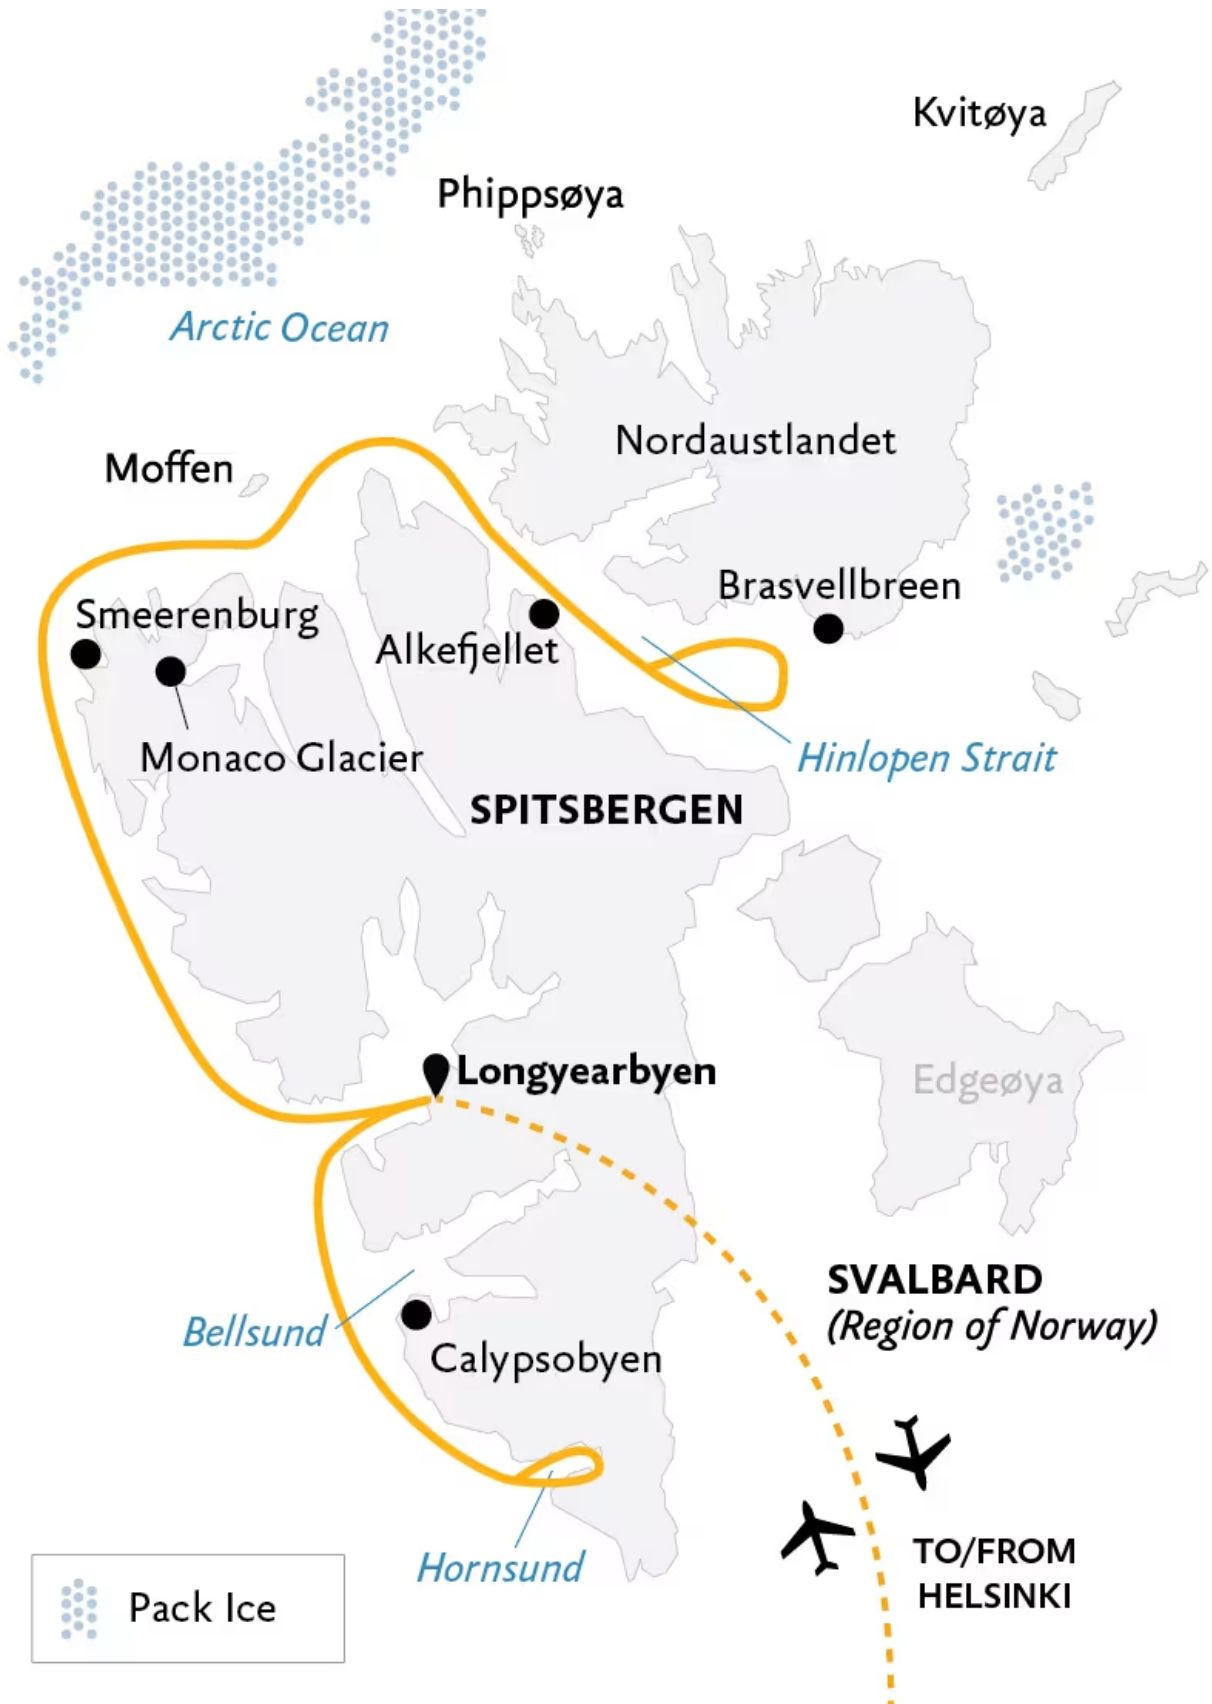 Kvitøya
Phippsøya
Arctic Ocean
Nordaustlandet
Moffen
Brasvellbreen
Smeerenburg
Alkefjellet
Monaco Glacier
Hinlopen Strait
SPITSBERGEN
Longyearbyen
Edgeøya
SVALBARD
(Region of Norway)
Bellsund
Calypsobyen
Hornsund
TO/FROM
HELSINKI
Pack Ice